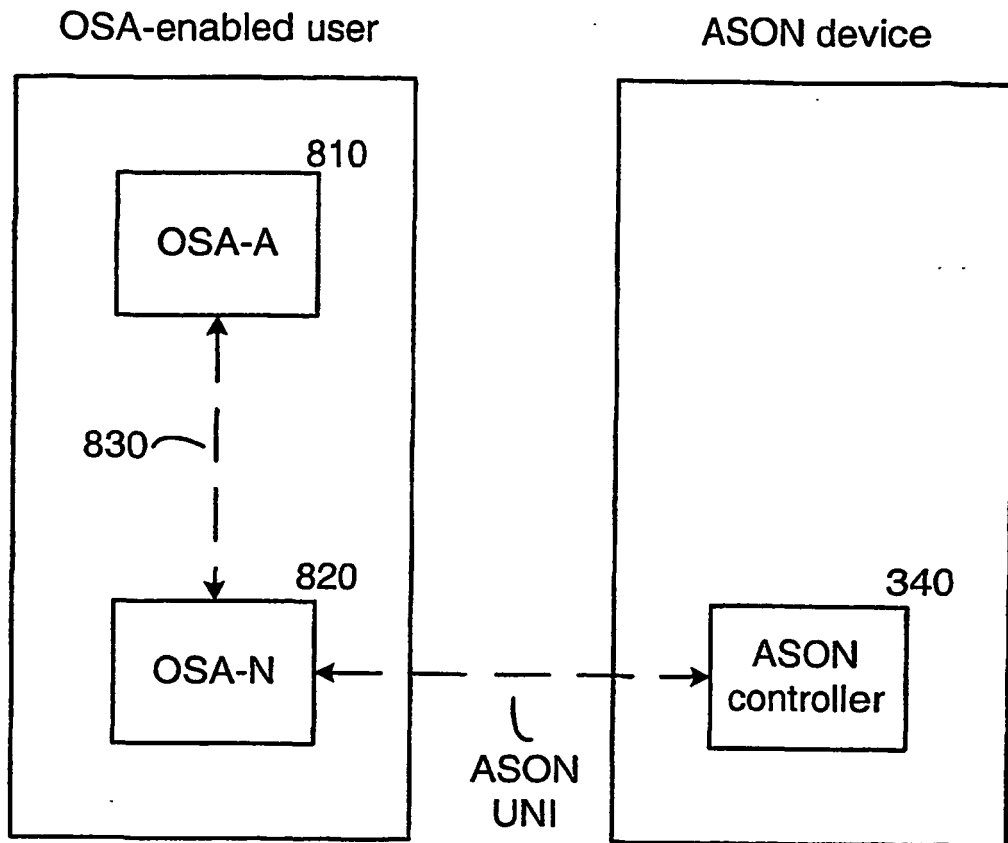 OSA-enabled user
ASON device
810
OSA-A
830
820
OSA-N
340
ASON
controller
ASON
UNI